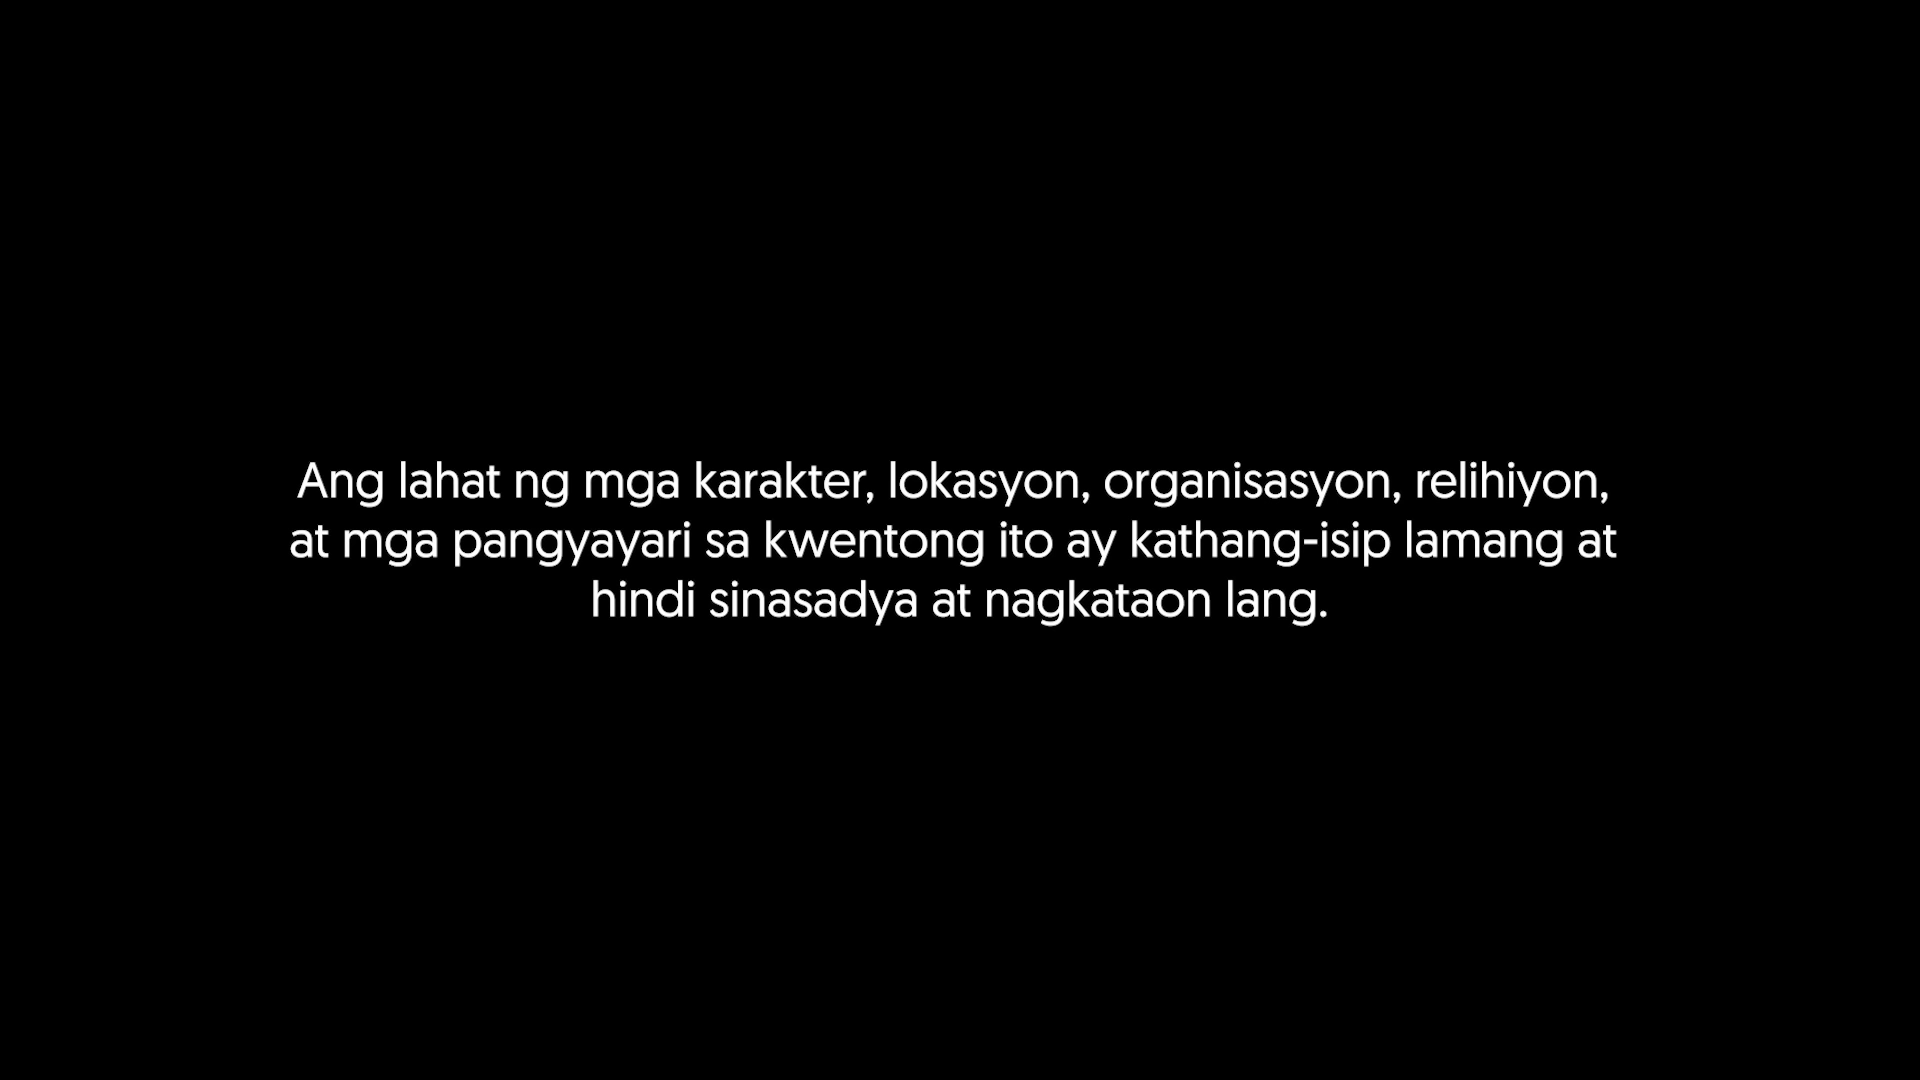 Ang lahat ng mga karakter, lokasyon, organisasyon, relihiyon,
at mga pangyayari sa kwentong ito ay kathang-isip lamang at
hindi sinasadya at nagkataon lang.